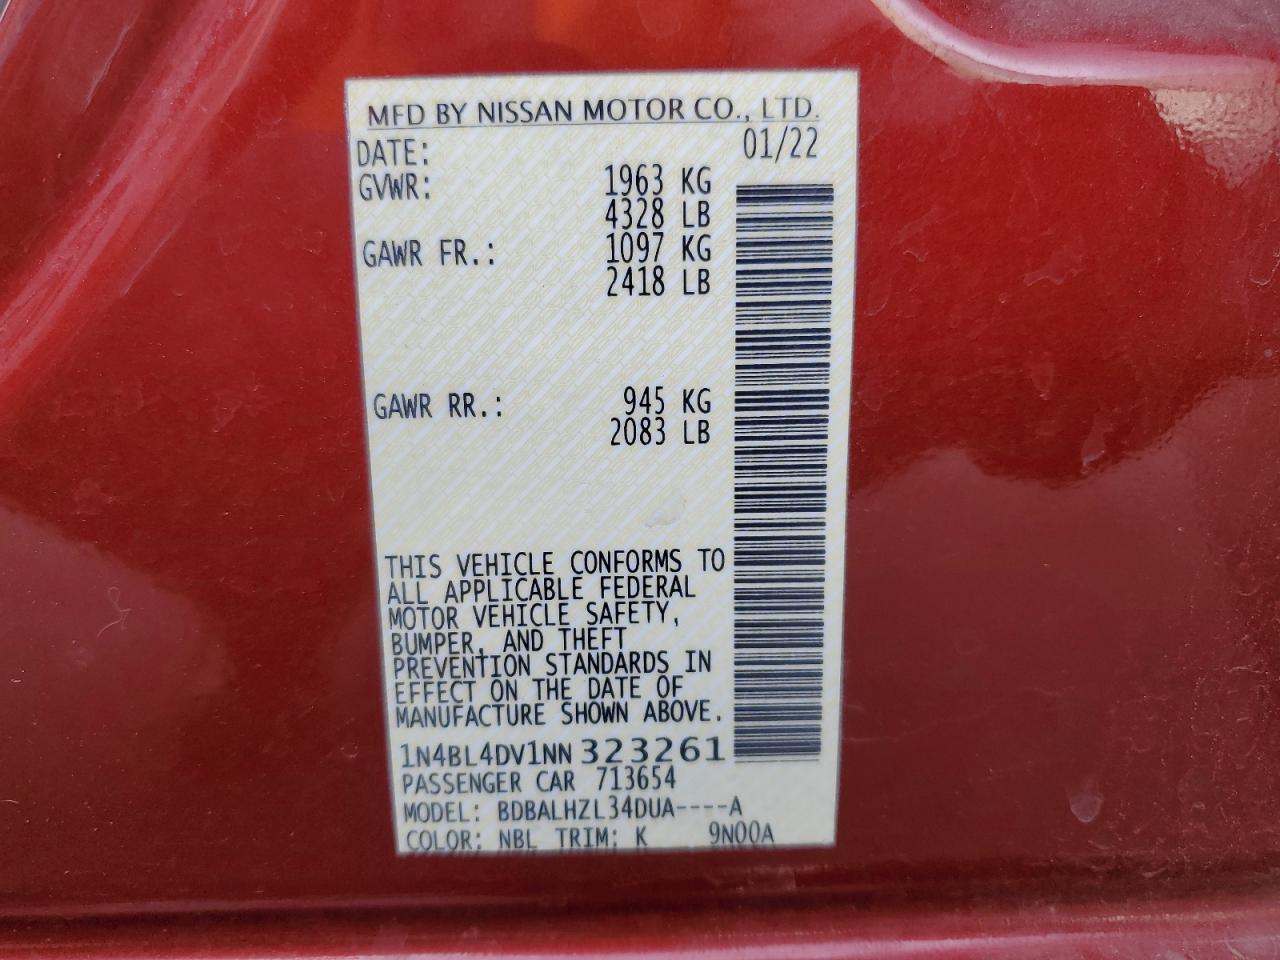 MFD BY NISSAN MOTOR CO., LTD.
DATE: 01/22
GVWR: 1963 KG
4328 LB
GAWR FR.: 1097 KG
2418 LB
GAWR RR.: 945 KG
2083 LB
THIS VEHICLE CONFORMS TO
ALL APPLICABLE FEDERAL
MOTOR VEHICLE SAFETY,
BUMPER, AND THEFT
PREVENTION STANDARDS IN
EFFECT ON THE DATE OF
MANUFACTURE SHOWN ABOVE.
1N4BL4DV1NN323261
PASSENGER CAR 713654
MODEL: BDBALHZL34DUA----A
COLOR: NBL TRIM: K 9N00A